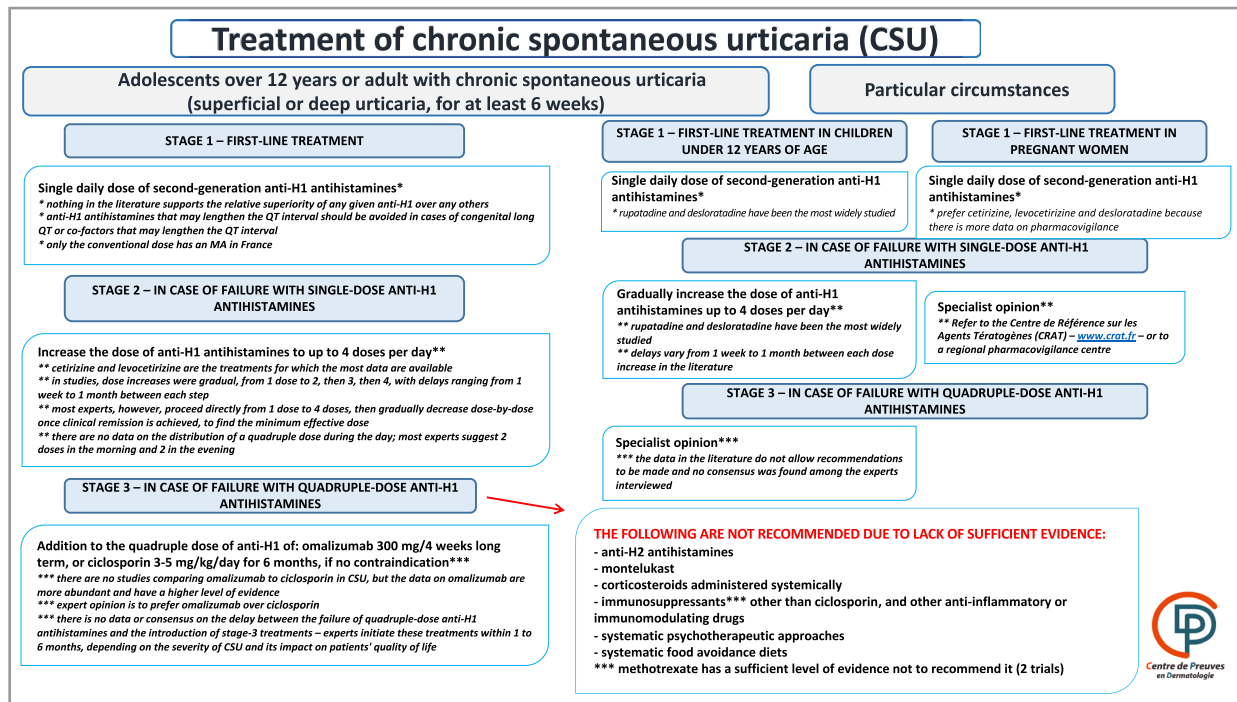 Treatment of chronic spontaneous urticaria (CSU)
Adolescents over 12 years or adult with chronic spontaneous urticaria
(superficial or deep urticaria, for at least 6 weeks)
STAGE 1 – FIRST-LINE TREATMENT
Single daily dose of second-generation anti-H1 antihistamines*
* nothing in the literature supports the relative superiority of any given anti-H1 over any others
* anti-H1 antihistamines that may lengthen the QT interval should be avoided in cases of congenital long
QT or co-factors that may lengthen the QT interval
* only the conventional dose has an MA in France
STAGE 2 – IN CASE OF FAILURE WITH SINGLE-DOSE ANTI-H1
ANTIHISTAMINES
Increase the dose of anti-H1 antihistamines to up to 4 doses per day**
** cetirizine and levocetirizine are the treatments for which the most data are available
** in studies, dose increases were gradual, from 1 dose to 2, then 3, then 4, with delays ranging from 1
week to 1 month between each step
** most experts, however, proceed directly from 1 dose to 4 doses, then gradually decrease dose-by-dose
once clinical remission is achieved, to find the minimum effective dose
** there are no data on the distribution of a quadruple dose during the day; most experts suggest 2
doses in the morning and 2 in the evening
STAGE 3 – IN CASE OF FAILURE WITH QUADRUPLE-DOSE ANTI-H1
ANTIHISTAMINES
Addition to the quadruple dose of anti-H1 of: omalizumab 300 mg/4 weeks long
term, or ciclosporin 3-5 mg/kg/day for 6 months, if no contraindication***
*** there are no studies comparing omalizumab to ciclosporin in CSU, but the data on omalizumab are
more abundant and have a higher level of evidence
*** expert opinion is to prefer omalizumab over ciclosporin
*** there is no data or consensus on the delay between the failure of quadruple-dose anti-H1
antihistamines and the introduction of stage-3 treatments – experts initiate these treatments within 1 to
6 months, depending on the severity of CSU and its impact on patients' quality of life
Particular circumstances
STAGE 1 – FIRST-LINE TREATMENT IN CHILDREN
UNDER 12 YEARS OF AGE
Single daily dose of second-generation anti-H1
antihistamines*
* rupatadine and desloratadine have been the most widely studied
STAGE 1 – FIRST-LINE TREATMENT IN
PREGNANT WOMEN
Single daily dose of second-generation anti-H1
antihistamines*
* prefer cetirizine, levocetirizine and desloratadine because
there is more data on pharmacovigilance
STAGE 2 – IN CASE OF FAILURE WITH SINGLE-DOSE ANTI-H1
ANTIHISTAMINES
Gradually increase the dose of anti-H1
antihistamines up to 4 doses per day**
** rupatadine and desloratadine have been the most widely
studied
** delays vary from 1 week to 1 month between each dose
increase in the literature
Specialist opinion**
** Refer to the Centre de Référence sur les
Agents Tératogènes (CRAT) – www.crat.fr – or to
a regional pharmacovigilance centre
STAGE 3 – IN CASE OF FAILURE WITH QUADRUPLE-DOSE ANTI-H1
ANTIHISTAMINES
Specialist opinion***
*** the data in the literature do not allow recommendations
to be made and no consensus was found among the experts
interviewed
THE FOLLOWING ARE NOT RECOMMENDED DUE TO LACK OF SUFFICIENT EVIDENCE:
- anti-H2 antihistamines
- montelukast
- corticosteroids administered systemically
- immunosuppressants*** other than ciclosporin, and other anti-inflammatory or
immunomodulating drugs
- systematic psychotherapeutic approaches
- systematic food avoidance diets
*** methotrexate has a sufficient level of evidence not to recommend it (2 trials)
Centre de Preuves
en Dermatologie